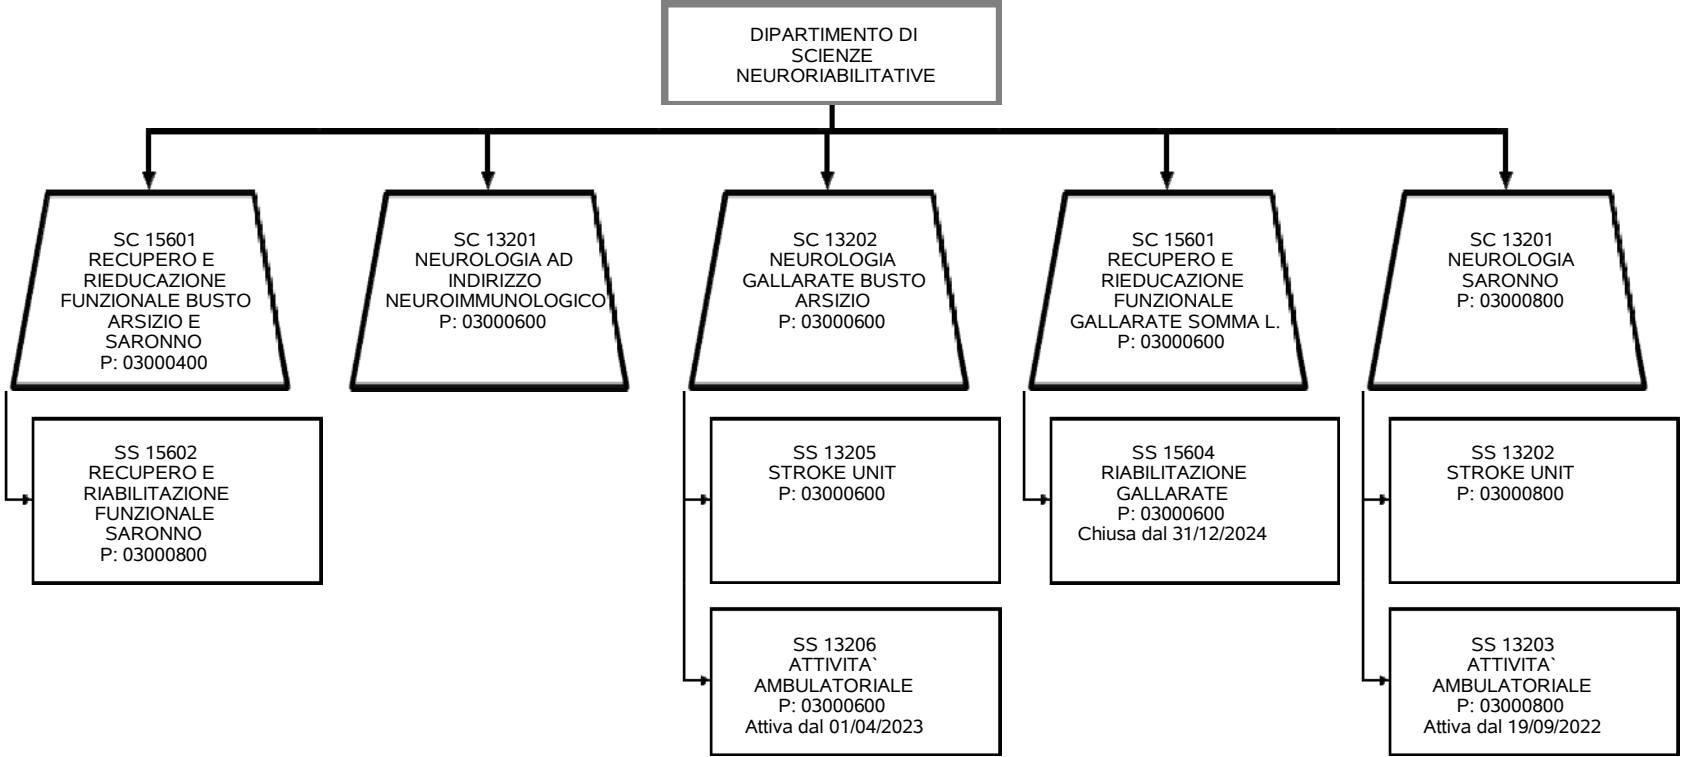 DIPARTIMENTO DI
SCIENZE
NEURORIABILITATIVE
SC 15601
RECUPERO E
RIEDUCAZIONE
FUNZIONALE BUSTO
ARSIZIO E
SARONNO
P: 03000400
SC 13201
NEUROLOGIA AD
INDIRIZZO
NEUROIMMUNOLOGICO
P: 03000600
SC 13202
NEUROLOGIA
GALLARATE BUSTO
ARSIZIO
P: 03000600
SC 15601
RECUPERO E
RIEDUCAZIONE
FUNZIONALE
GALLARATE SOMMA L.
P: 03000600
SC 13201
NEUROLOGIA
SARONNO
P: 03000800
SS 15602
RECUPERO E
RIABILITAZIONE
FUNZIONALE
SARONNO
P: 03000800
SS 13205
STROKE UNIT
P: 03000600
SS 15604
RIABILITAZIONE
GALLARATE
P: 03000600
Chiusa dal 31/12/2024
SS 13202
STROKE UNIT
P: 03000800
SS 13206
ATTIVITA`
AMBULATORIALE
P: 03000600
Attiva dal 01/04/2023
SS 13203
ATTIVITA`
AMBULATORIALE
P: 03000800
Attiva dal 19/09/2022